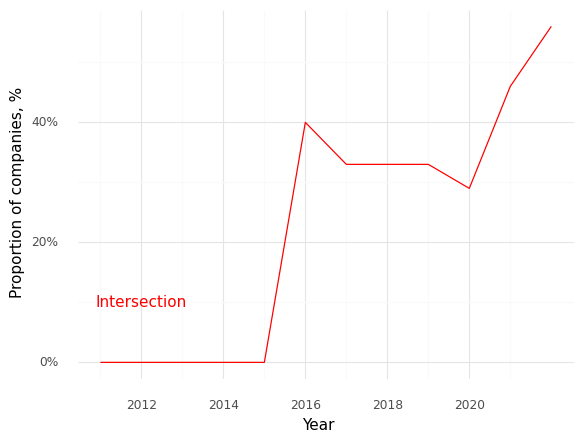 Proportion of companies, %
40%
20%
0%
Intersection
2012
2014
2016
2018
2020
Year